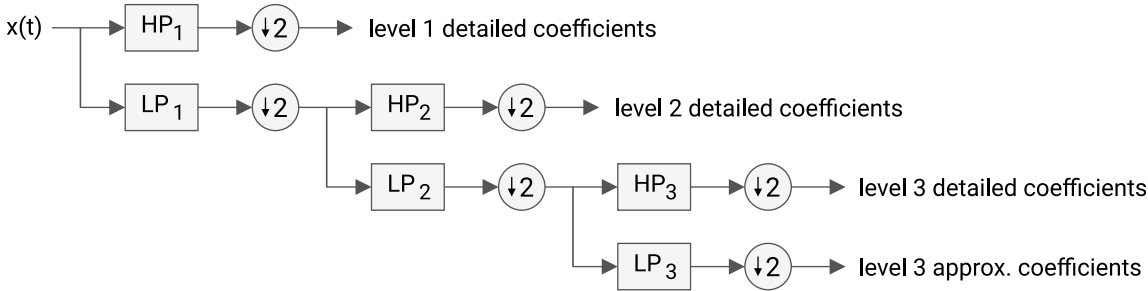 x(t) HP1 ↓2 level 1 detailed coefficients
LP1 ↓2 HP2 ↓2 level 2 detailed coefficients
LP2 ↓2 HP3 ↓2 level 3 detailed coefficients
LP3 ↓2 level 3 approx. coefficients